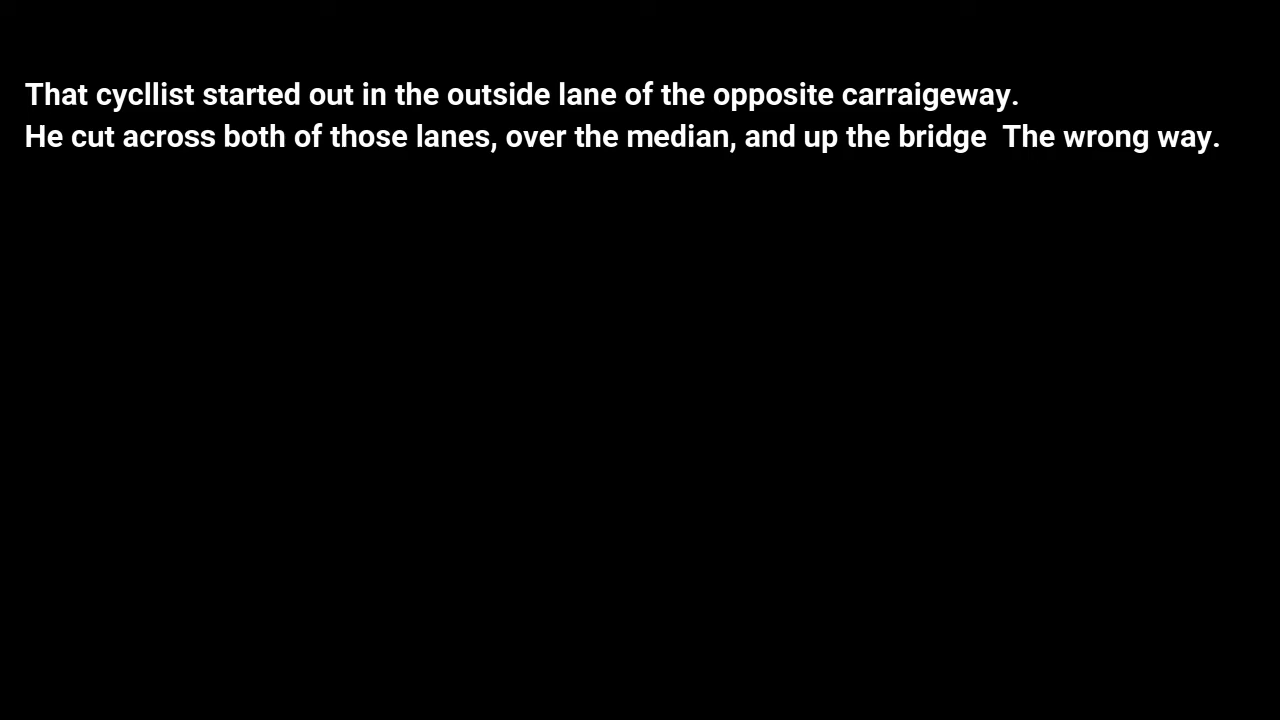 That cycllist started out in the outside lane of the opposite carraigeway.
He cut across both of those lanes, over the median, and up the bridge  The wrong way.